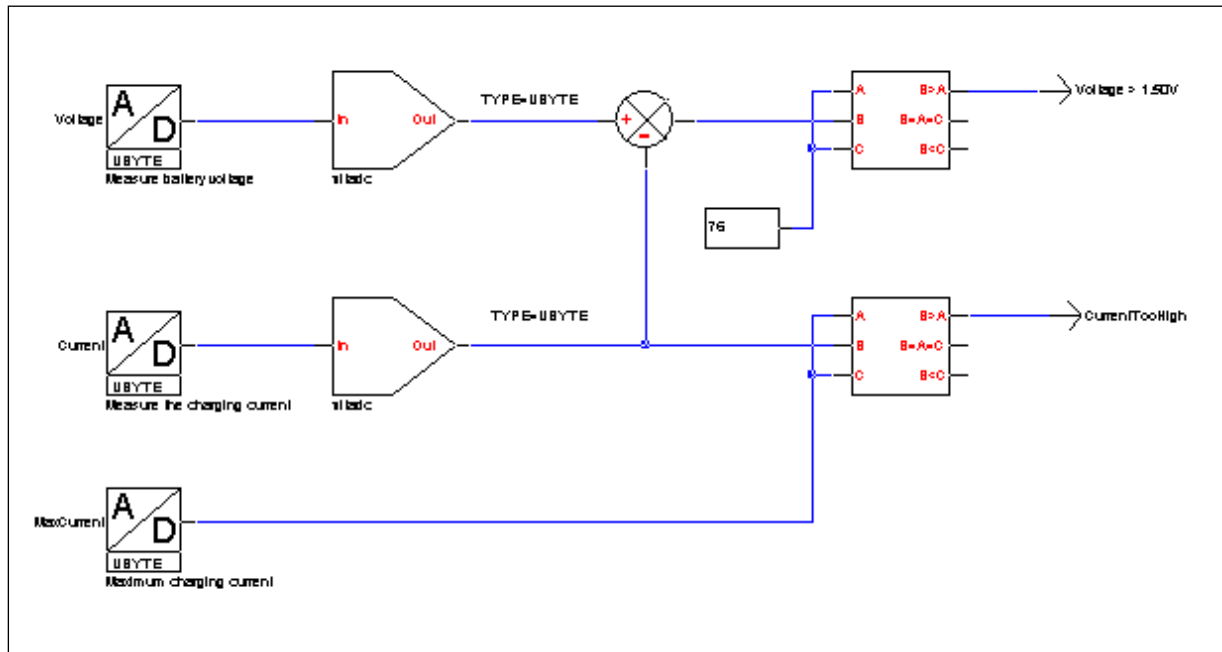 A
D
Voltage
UBYTE
Measure battery voltage
In
Out
TYPE=UBYTE
+
-
A
B
C
B>A
B=A=C
B<C
Voltage > 1.50V
76
A
D
Current
UBYTE
Measure the charging current
In
Out
TYPE=UBYTE
A
B
C
B>A
B=A=C
B<C
CurrentTooHigh
A
D
MaxCurrent
UBYTE
Maximum charging current